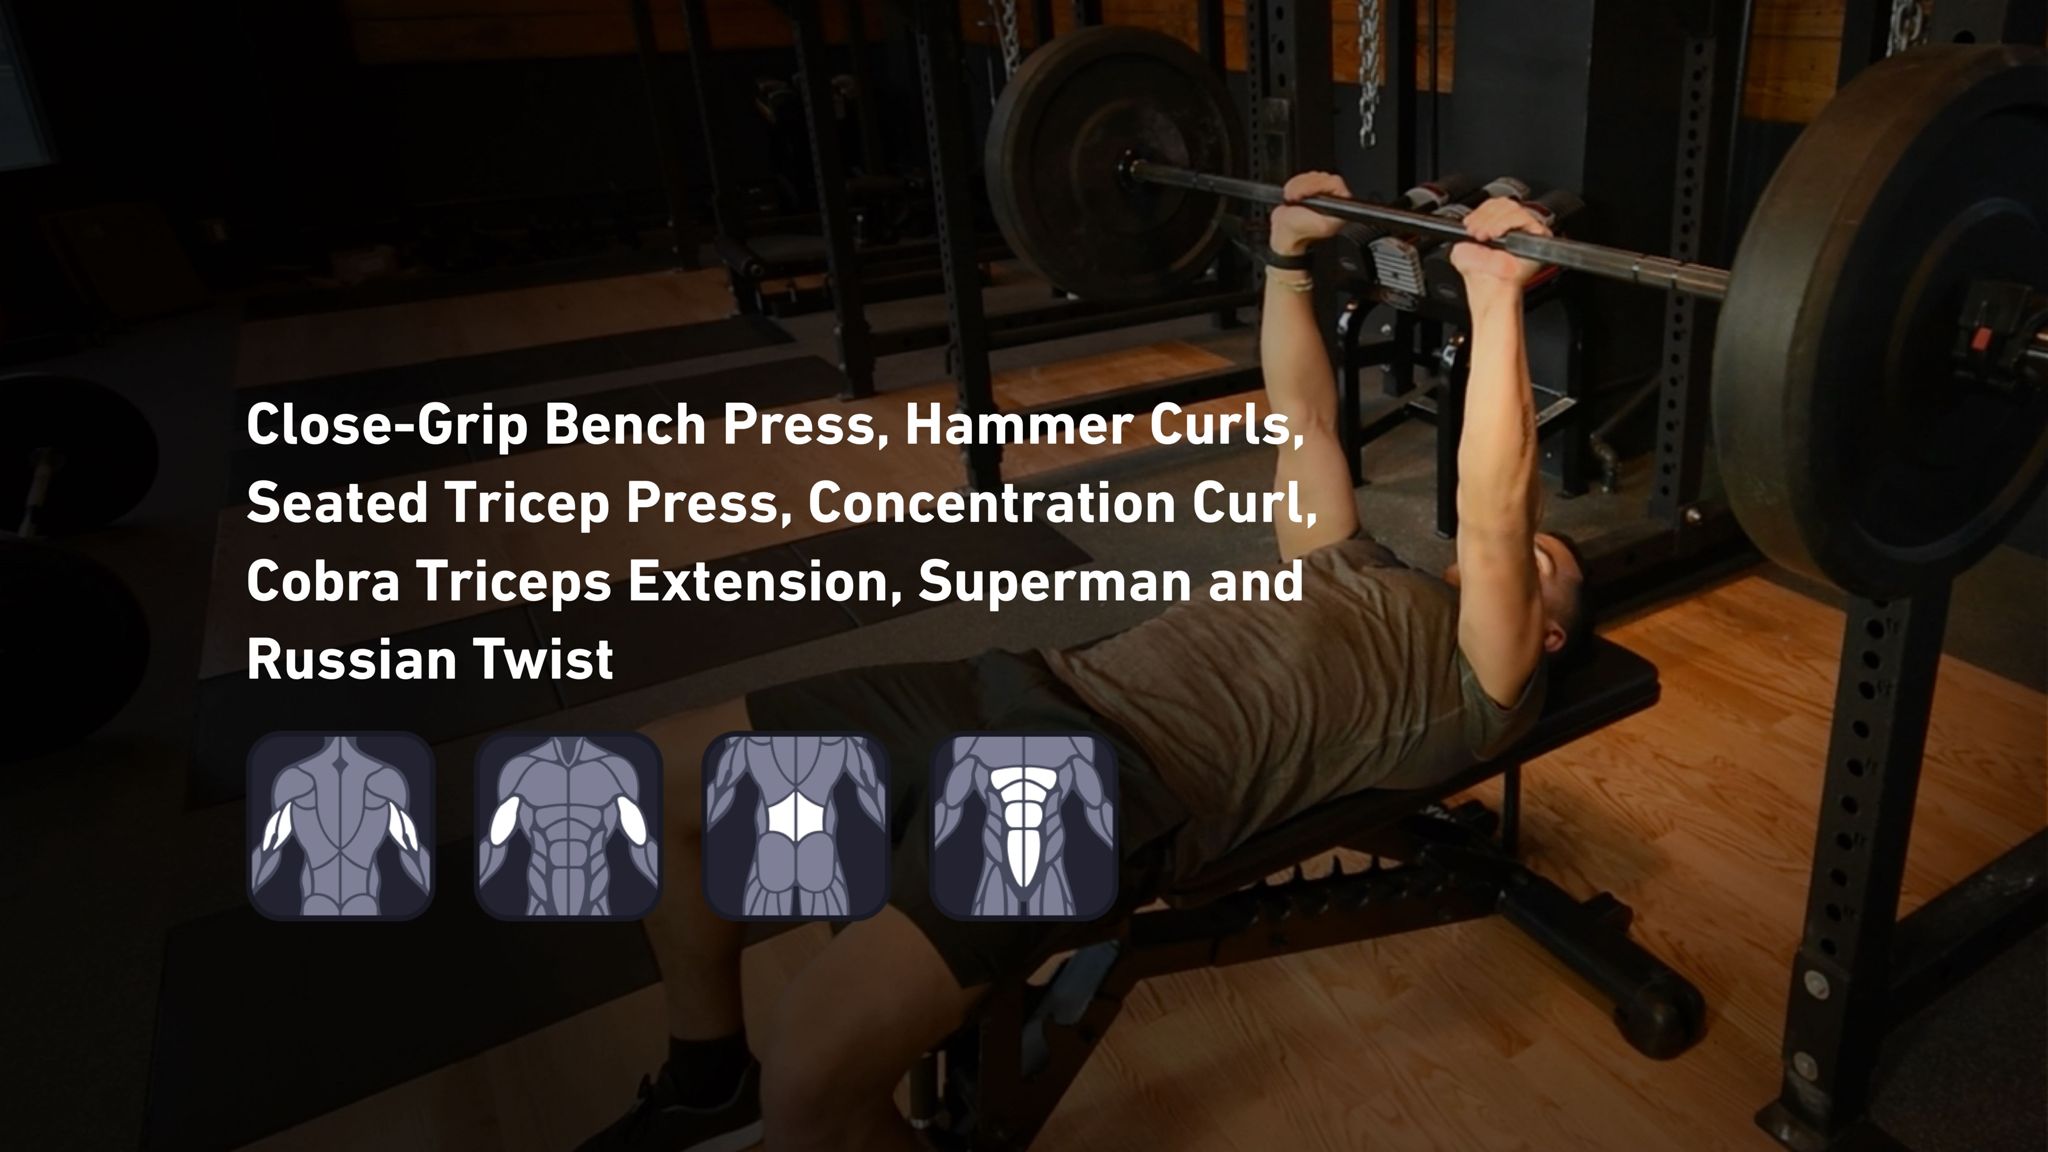 Close-Grip Bench Press, Hammer Curls,
Seated Tricep Press, Concentration Curl,
Cobra Triceps Extension, Superman and
Russian Twist